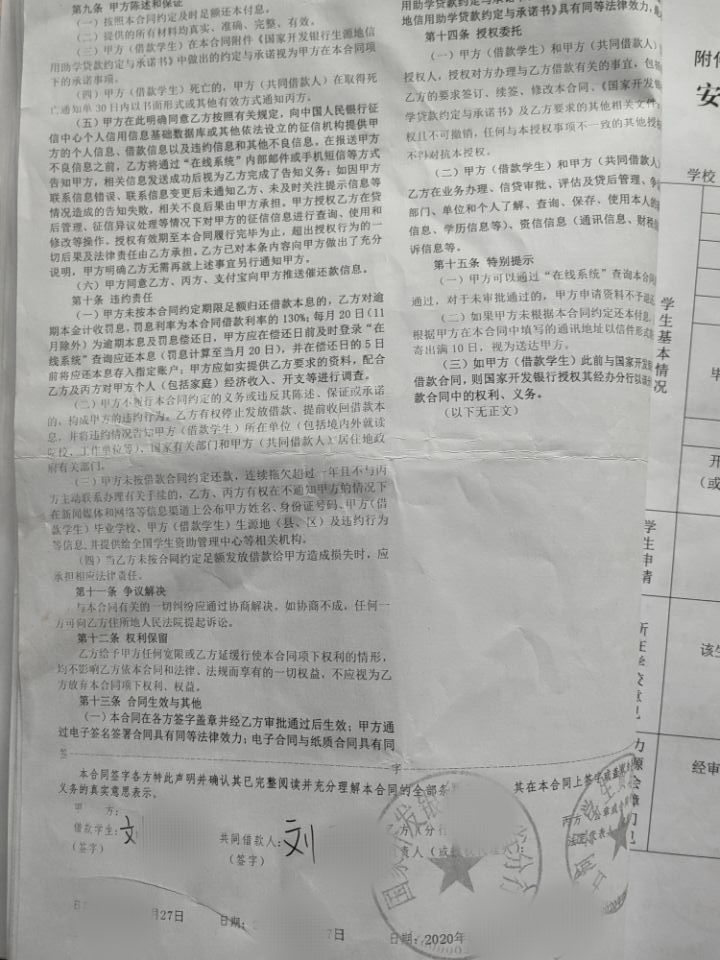 第九条 甲方陈述和保证
(一)按照本合同约定及时足额还本付息。
(二)提供的所有材料均真实、准确、完整、有效。
(三)甲方(借款学生)在本合同附件《国家开发银行生源地信
用助学贷款约定与承诺书》中做出的约定与承诺视为甲方在本合同项
下的承诺事项。
(四)甲方(借款学生)死亡的,甲方(共同借款人)在取得死
亡通知单30日内以书面形式或其他有效方式通知丙方。
(五)甲方在此明确同意乙方按照有关规定,向中国人民银行征
信中心个人信用信息基础数据库或其他依法设立的征信机构提供甲
方的个人信息、借款信息以及违约信息和其他不良信息。在报送甲方
不良信息之前,乙方将通过“在线系统”内部邮件或手机短信等方式
告知甲方,相关信息发送成功后视为乙方完成了告知义务;如因甲方
联系信息错误、联系信息变更后未通知乙方、未及时关注提示信息等
情况造成的告知失败,相关不良后果由甲方承担。甲方授权乙方在贷
后管理、征信异议处理等情况下对甲方的征信信息进行查询、使用和
修改等操作。授权有效期至本合同履行完毕为止,超出授权行为的一
切后果及法律责任由乙方承担。乙方已对本条内容向甲方做出了充分
说明,甲方明确乙方无需再就上述事宜另行通知甲方。
(六)甲方同意乙方、丙方、支付宝向甲方推送催还款信息。
第十条 违约责任
(一)甲方未按本合同约定期限足额归还借款本息的,乙方对逾
期本金计收罚息,罚息利率为本合同借款利率的130%;每月20日(11
月除外)为逾期本息及罚息偿还日,甲方应在偿还日前及时登录“在
线系统”查询应还本息(罚息计算至当月20日),并在偿还日的5日
前将应还本息存入指定账户;甲方应如实提供乙方要求的资料,配合
乙方及丙方对甲方个人(包括家庭)经济收入、开支等进行调查。
(二)甲方不履行本合同约定的义务或违反其陈述、保证或承诺
的,构成甲方的违约行为。乙方有权停止发放借款、提前收回借款本
息,并将违约情况告知甲方(借款学生)所在单位(包括境内外就读
院校、工作单位等)、国家有关部门和甲方(共同借款人)居住地政
府有关部门。
(三)甲方未按借款合同约定还款,连续拖欠超过一年且不与丙
方主动联系办理有关手续的,乙方、丙方有权在不通知甲方的情况下
在新闻媒体和网络等信息渠道上公布甲方姓名、身份证号码、甲方(借
款学生)毕业学校、甲方(借款学生)生源地(县、区)及违约行为
等信息,并提供给全国学生资助管理中心等相关机构。
(四)当乙方未按合同约定足额发放借款给甲方造成损失时,应
承担相应法律责任。
第十一条 争议解决
与本合同有关的一切纠纷应通过协商解决。如协商不成,任何一
方可向乙方住所地人民法院提起诉讼。
第十二条 权利保留
乙方给予甲方任何宽限或乙方延缓行使本合同项下权利的情形,
均不影响乙方依本合同和法律、法规而享有的一切权益,不应视为乙
方放弃本合同项下权利、权益。
第十三条 合同生效与其他
(一)本合同在各方签字盖章并经乙方审批通过后生效;甲方通
过电子签名签署合同具有同等法律效力;电子合同与纸质合同具有同
地信用助学贷款约定与承诺书》具有同等法律效力,
第十四条 授权委托
(一)甲方(借款学生)和甲方(共同借款人)
授权人,授权对方办理与乙方借款有关的事宜,包括
乙方的要求签订、续签、修改本合同、《国家开发银
学贷款约定与承诺书》及乙方要求的其他相关文件
权且不可撤销,任何与本授权事项不一致的其他授权
不得对抗本授权。
(二)甲方(借款学生)和甲方(共同借款人)
乙方在业务办理、信贷审批、评估及贷后管理、争
部门、单位和个人了解、查询、保存、使用本人的
信息、学历信息等)、资信信息(通讯信息、财税
诉信息等。
第十五条 特别提示
(一)甲方可以通过“在线系统”查询本合同
通过,对于未审批通过的,甲方申请资料不予退还
(二)如果甲方未根据本合同约定还本付息,
根据甲方在本合同中填写的通讯地址以信件形式
寄出满10日,视为送达甲方。
(三)如甲方(借款学生)此前与国家开发银
借款合同,则国家开发银行授权其经办分行以该分
款合同中的权利、义务。
(以下无正文)
签
字
本合同签字各方特此声明并确认其已完整阅读并充分理解本合同的全部条
其在本合同上签字或盖
义务的真实意思表示。
甲 方:
借款学生:刘
(签字)
共同借款人:刘
(签字)
乙方(分行
责人(或授权代理人):
丙方(公章或合同
法定代表人
月27日
日期:
7日
日期:2020年
附件
安
学校
学生基本情况
毕
开
(或
学生申请
所在学校意见
该生
经审